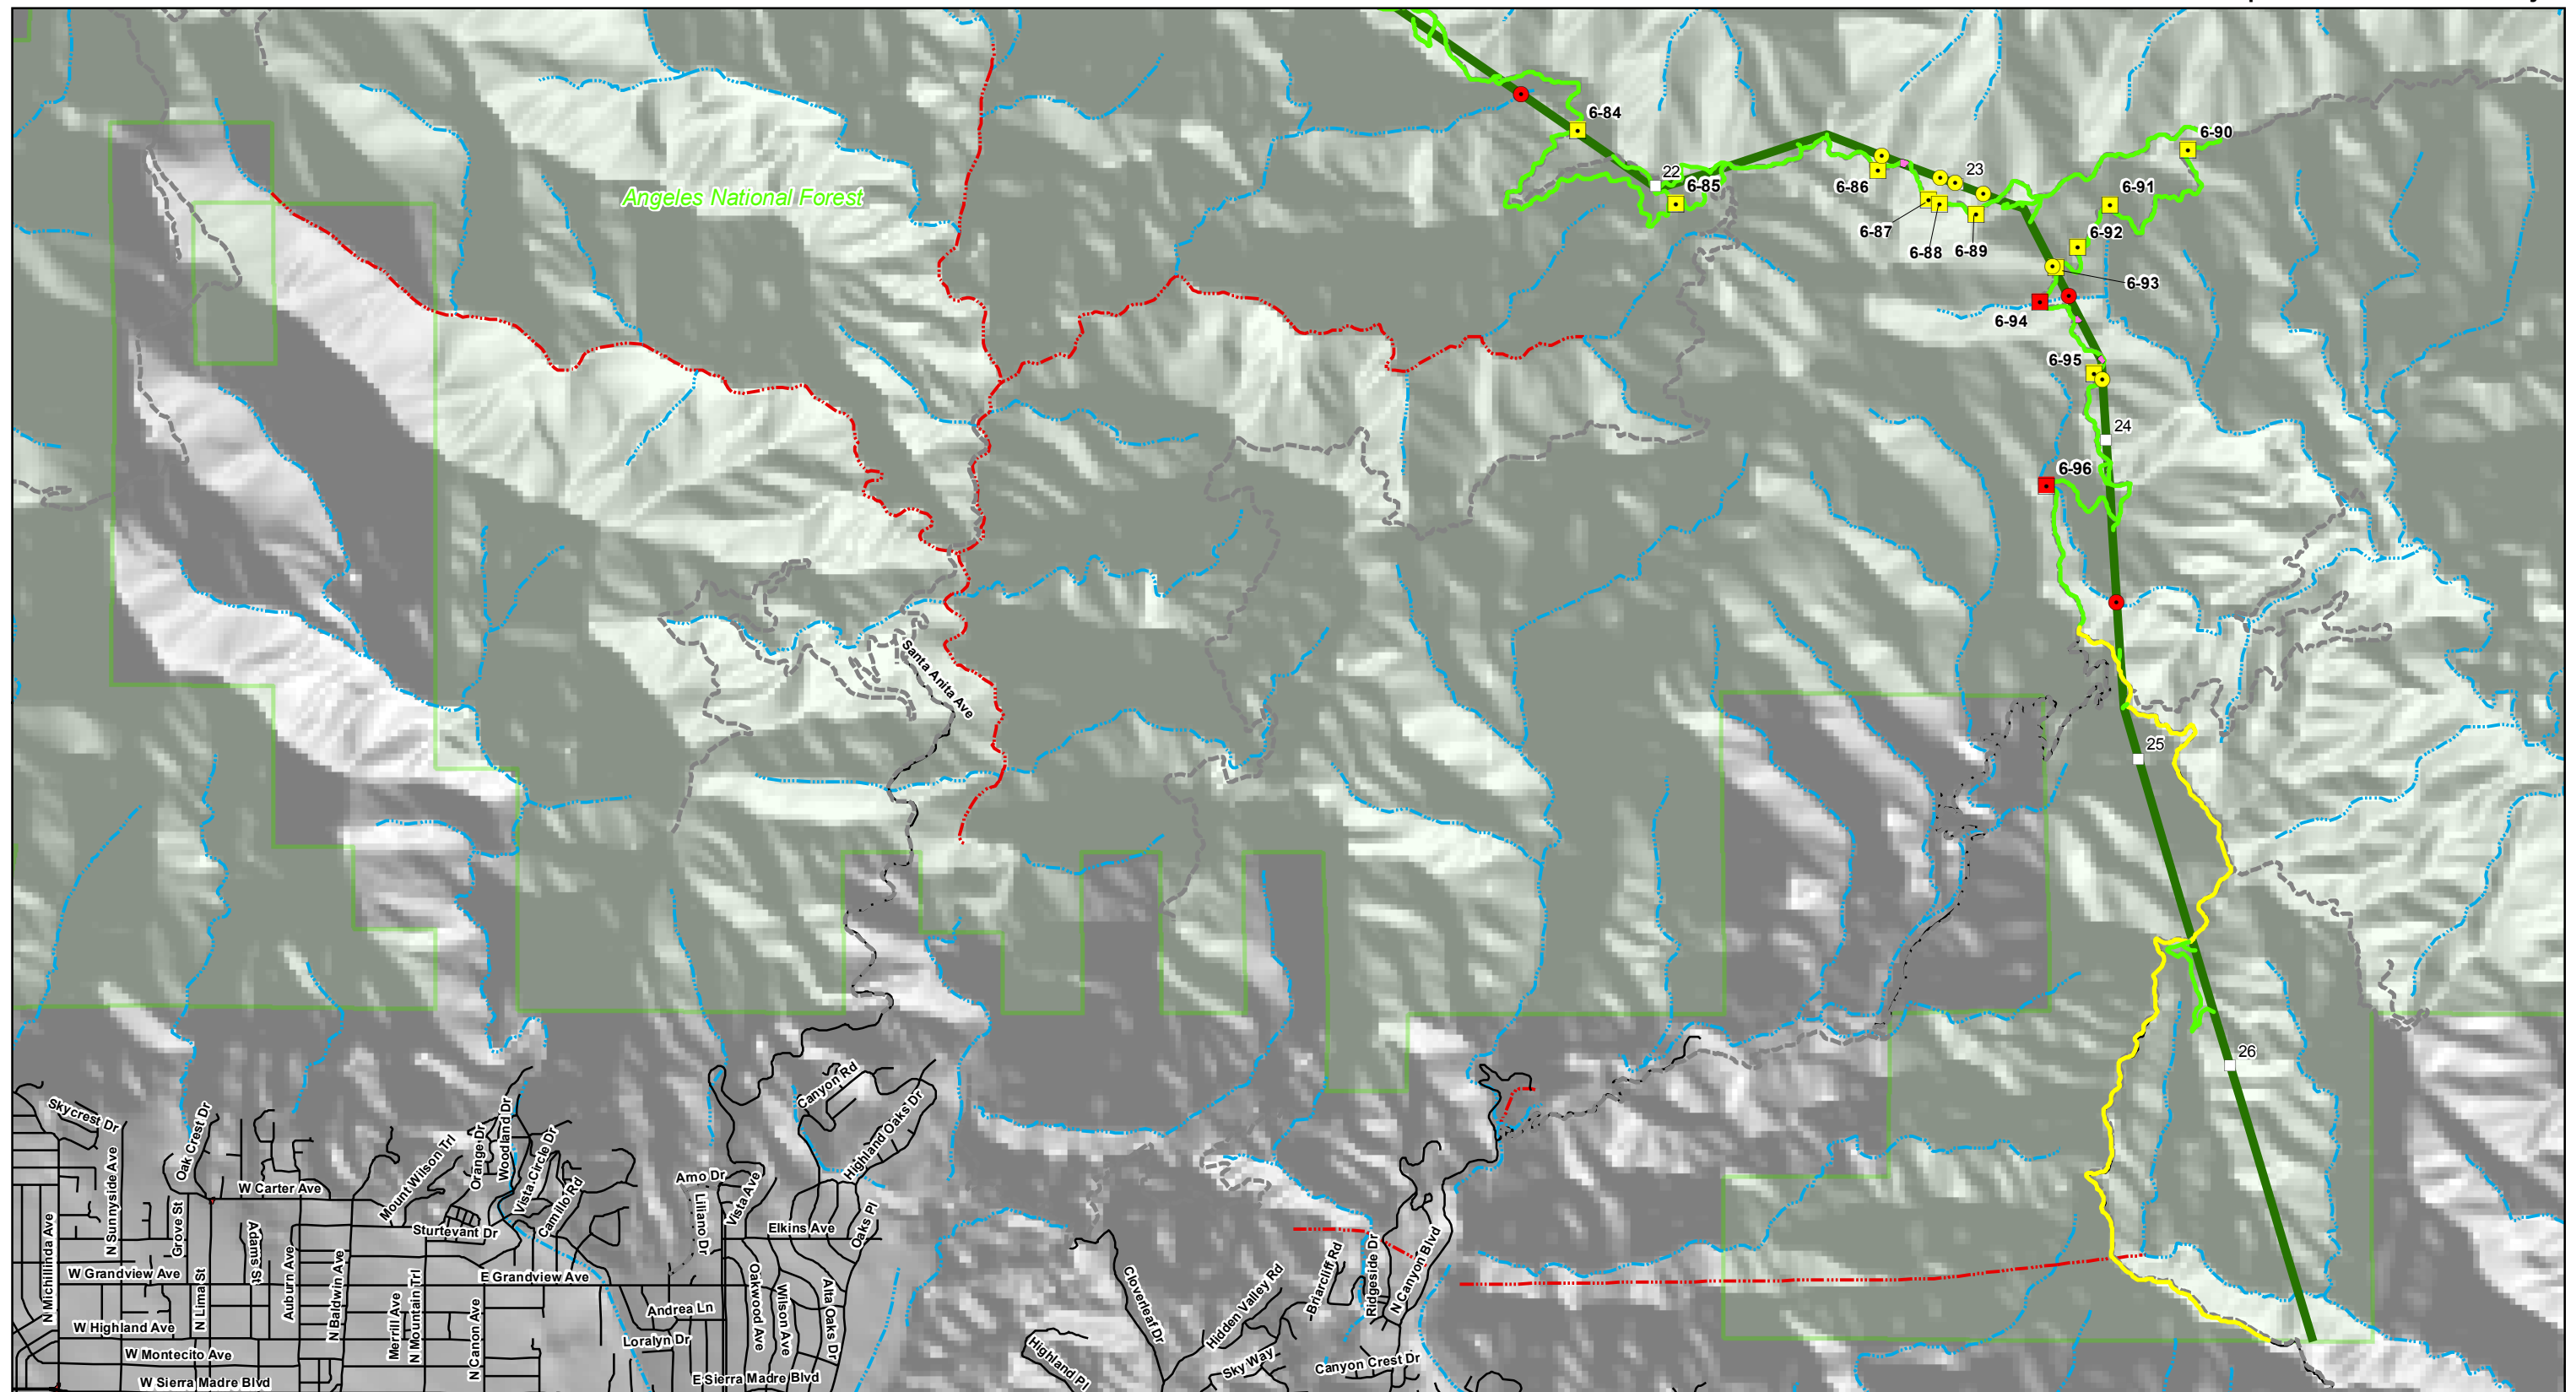 6-84
6-90
Angeles National Forest
22
23
6-85
6-86
6-91
6-87
6-88
6-89
6-92
6-93
6-94
6-95
24
6-96
Santa Anita Ave
25
26
Skycrest Dr
Oak Crest Dr
Canyon Rd
Highland Oaks Dr
Woodland Dr
Orange Dr
Vista Circle Dr
Mount Wilson Trl
N Sunnyside Ave
W Carter Ave
Camillo Rd
Amo Dr
Liliano Dr
Vista Ave
Grove St
Adams St
Sturtevant Dr
Elkins Ave
Oaks Pl
N Michillinda Ave
W Grandview Ave
E Grandview Ave
N Lima St
Auburn Ave
N Baldwin Ave
Merrill Ave
N Mountain Trl
N Canon Ave
Andrea Ln
Loralyn Dr
Oakwood Ave
Wilson Ave
Alta Oaks Dr
Cloverleaf Dr
Hidden Valley Rd
Briarcliff Rd
Ridgeside Dr
N Canyon Blvd
W Highland Ave
W Montecito Ave
W Sierra Madre Blvd
E Sierra Madre Blvd
Highland Pl
Sky Way
Canyon Crest Dr